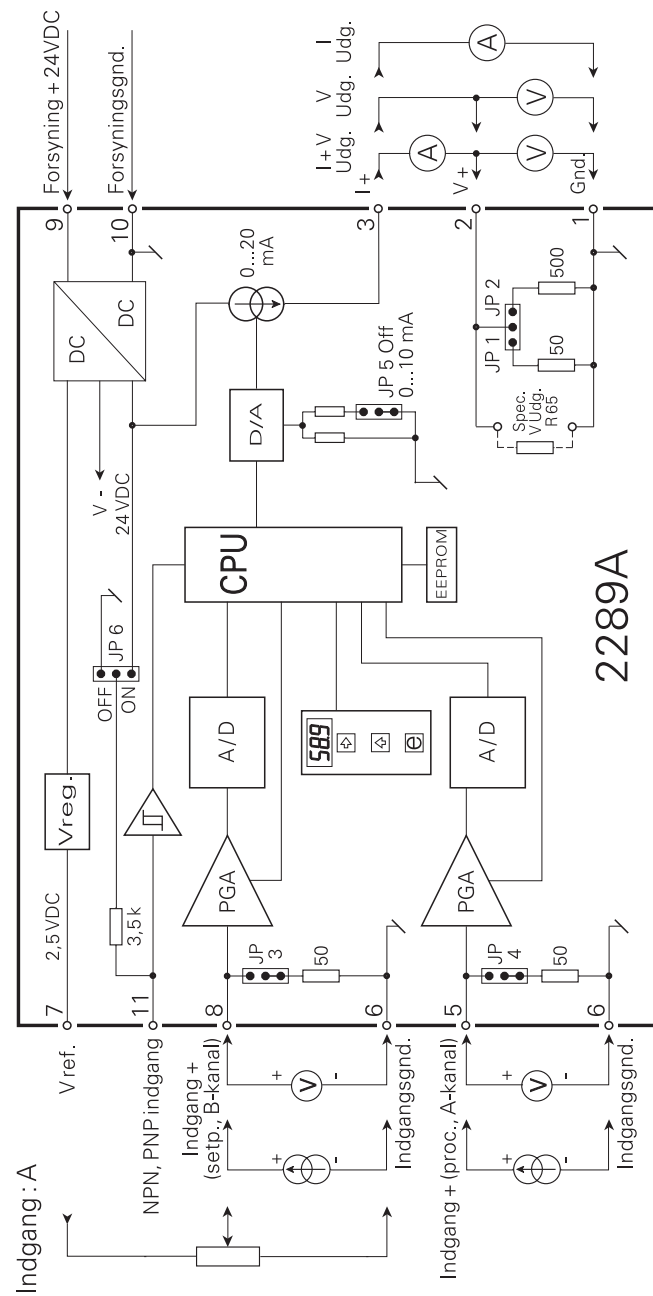 Indgang : A
Vref.
7
2,5VDC
Vreg.
DC
DC
9
Forsyning + 24VDC
10
Forsyningsgnd.
V -
24 VDC
OFF
ON
JP 6
NPN, PNP indgang
11
3,5k
Indgang +
(setp., B-kanal)
8
PGA
A/D
CPU
D/A
0...20
mA
3
I+
I+V
Udg.
V
Udg.
I
Udg.
A
A
+
-
+
V
-
JP
3
50
6
Indgangsgnd.
58.9
e
EEPROM
JP 5 Off
0...10 mA
2
V +
V
V
Indgang + (proc., A-kanal)
5
PGA
A/D
+
-
+
V
-
JP
4
50
6
Indgangsgnd.
2289A
Spec.
V Udg.
R 65
JP 1
JP 2
50
500
1
Gnd.